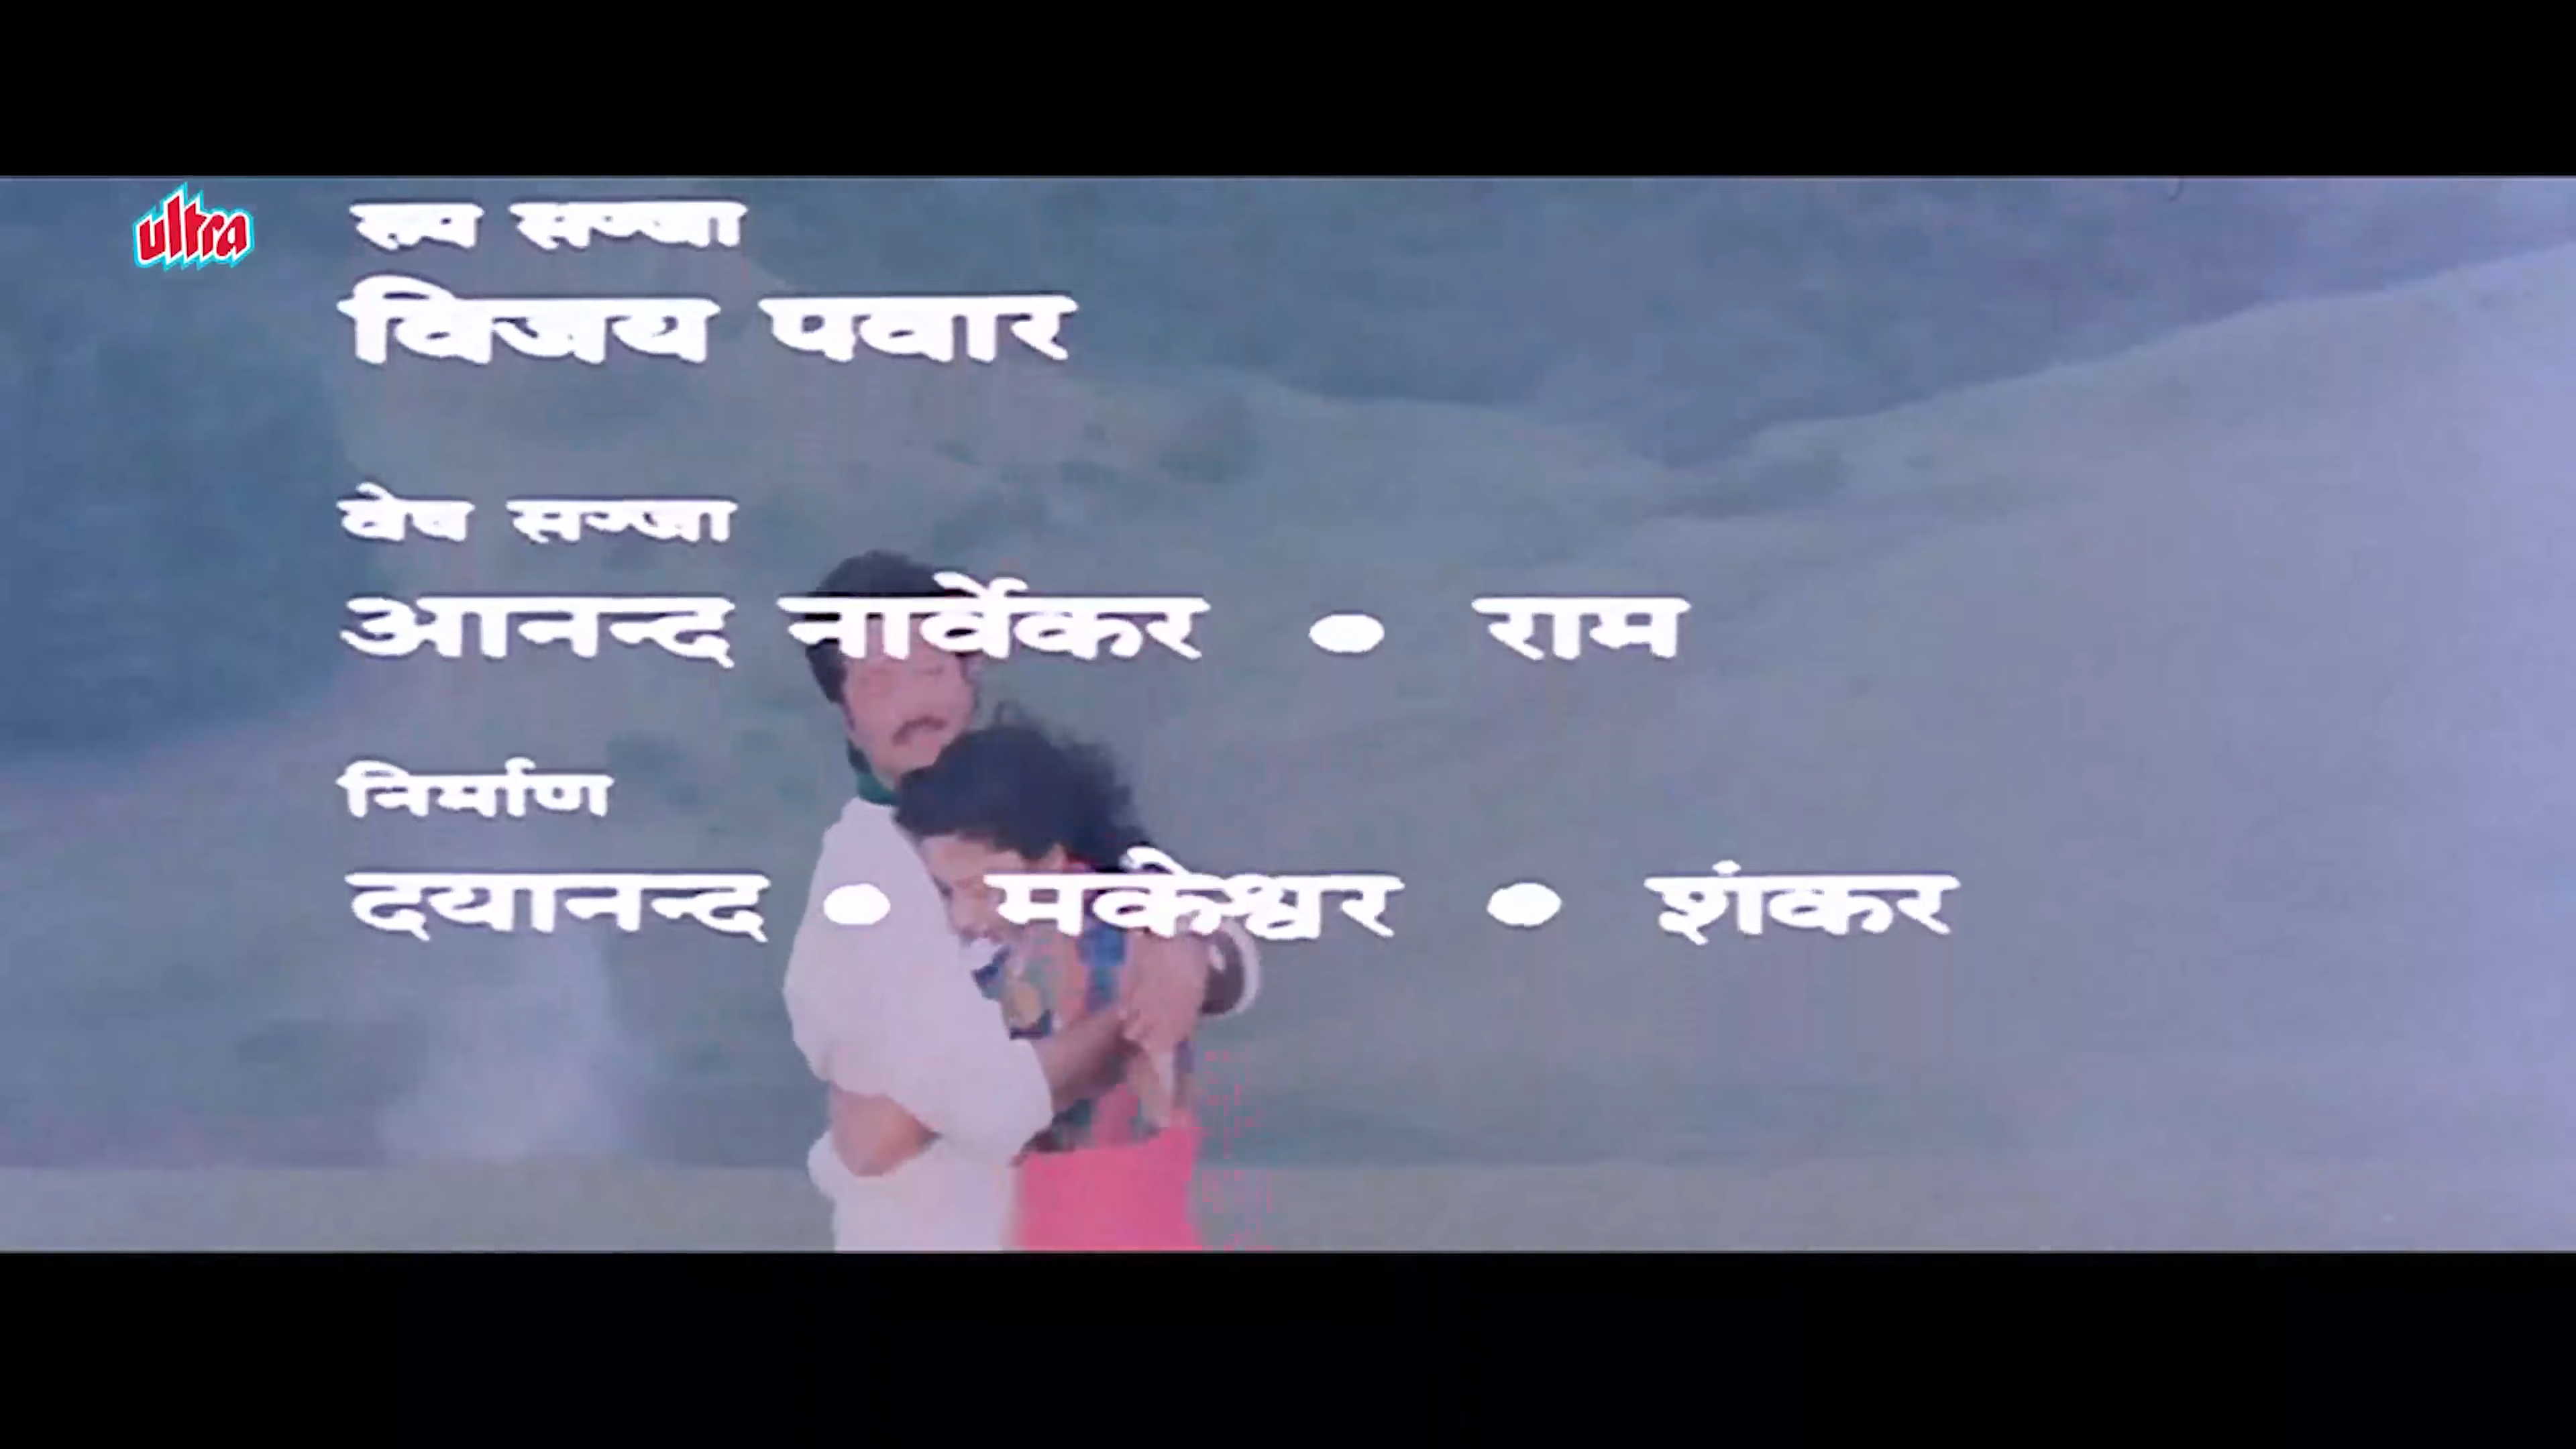 ultra
रूप सज्जा
विजय पवार
वेष सज्जा
आनन्द नार्वेकर • राम
निर्माण
दयानन्द • मकेश्वर • शंकर